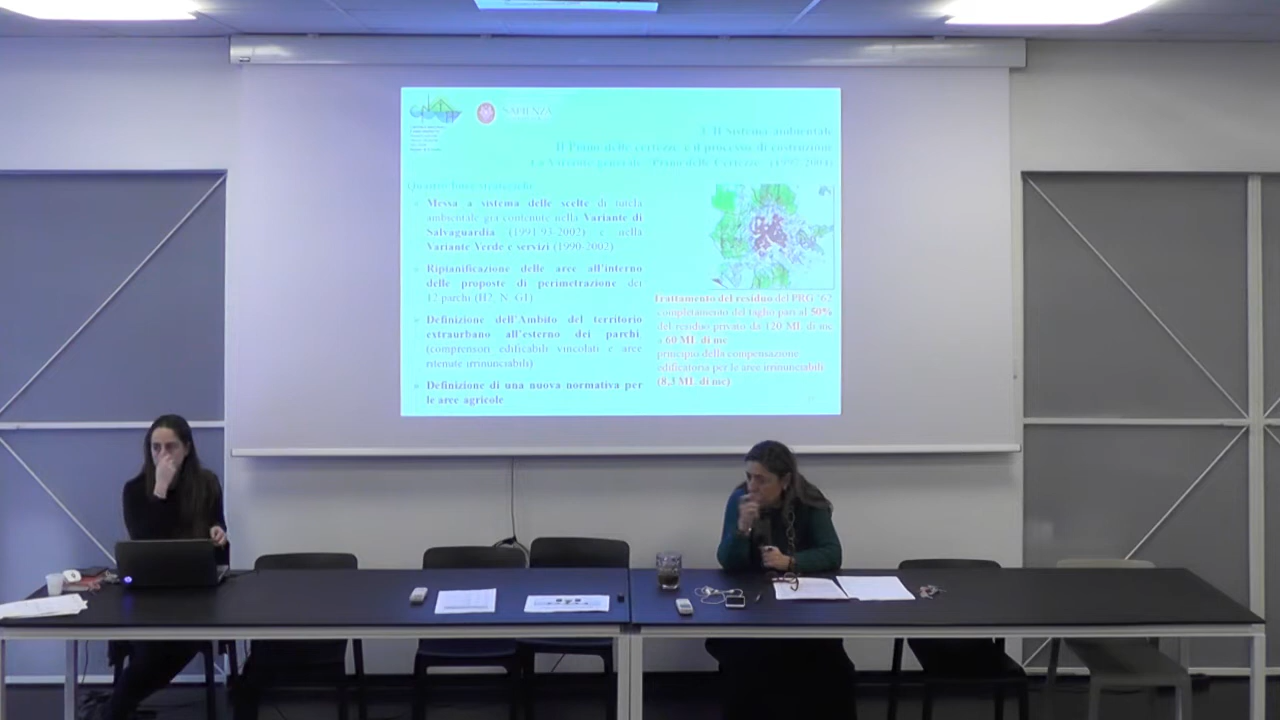 SAPIENZA
1. Il Sistema ambientale
Il Piano delle certezze e il processo di costruzione
La Variante generale "Piano delle Certezze" (1997-2004)
Quattro linee strategiche
Messa a sistema delle scelte di tutela
ambientale già contenute nella Variante di
Salvaguardia (1991-93-2002) e nella
Variante Verde e servizi (1990-2002)
Ripianificazione delle aree all'interno
delle proposte di perimetrazione dei
12 parchi (H2, N, G1)
Definizione dell'Ambito del territorio
extraurbano all'esterno dei parchi,
(comprensori edificabili vincolati e aree
ritenute irrinunciabili)
Definizione di una nuova normativa per
le aree agricole
Trattamento del residuo del PRG '62
completamento del taglio pari al 50%
del residuo privato da 120 ML di mc
a 60 ML di mc
principio della compensazione
edificatoria per le aree irrinunciabili
(8,3 ML di mc)